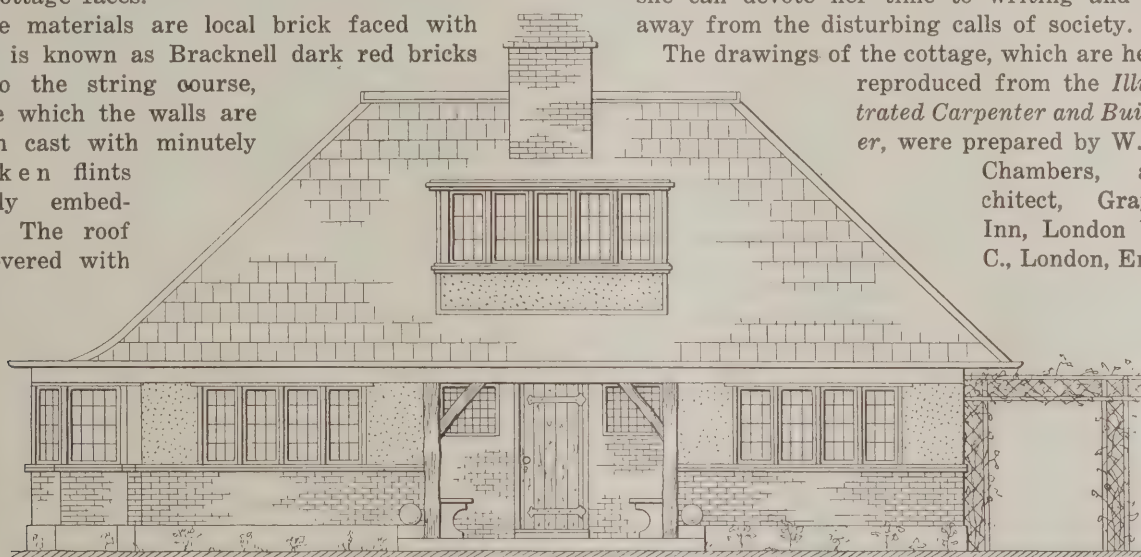 ottage faces.
e materials are local brick faced with
is known as Bracknell dark red bricks
o the string course,
e which the walls are
n cast with minutely
ken flints
ly embed-
The roof
vered with
she can devote her time to writing and
away from the disturbing calls of society.
The drawings of the cottage, which are he
reproduced from the Illu
trated Carpenter and Bui
er, were prepared by W.
Chambers, a
chitect, Gra
Inn, London
C., London, En